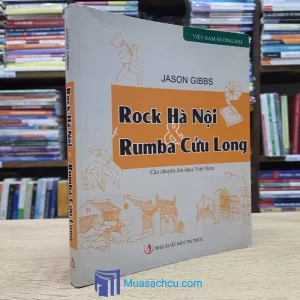 VIỆT NAM ĐƯƠNG ĐẠI
JASON GIBBS
Rock Hà Nội
&
Rumba Cửu Long
Câu chuyện âm nhạc Việt Nam
NHÀ XUẤT BẢN TRI THỨC
Rock Hà Nội & Rumba Cửu Long
Muasachcu.com